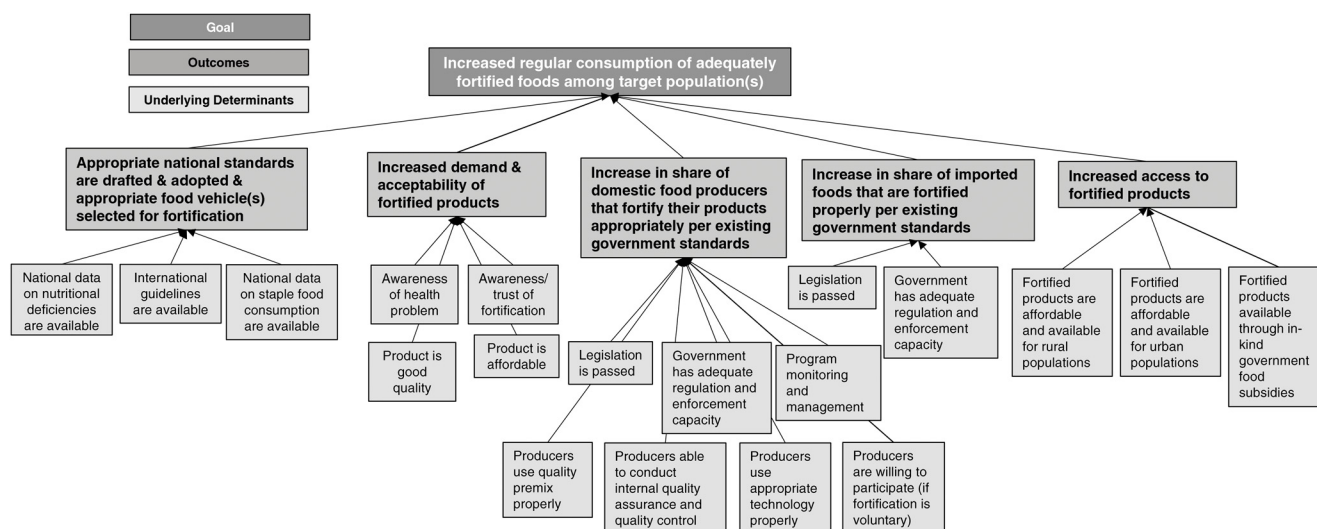 Goal
Outcomes
Underlying Determinants
Increased regular consumption of adequately
fortified foods among target population(s)
Appropriate national standards
are drafted & adopted &
appropriate food vehicle(s)
selected for fortification
Increased demand &
acceptability of
fortified products
Increase in share of
domestic food producers
that fortify their products
appropriately per existing
government standards
Increase in share of imported
foods that are fortified
properly per existing
government standards
Increased access to
fortified products
National data
on nutritional
deficiencies
are available
International
guidelines
are available
National data
on staple food
consumption
are available
Awareness
of health
problem
Awareness/
trust of
fortification
Product is
good
quality
Product is
affordable
Legislation
is passed
Government
has adequate
regulation and
enforcement
capacity
Program
monitoring
and
management
Producers
use quality
premix
properly
Producers able
to conduct
internal quality
assurance and
quality control
Producers
use
appropriate
technology
properly
Producers
are willing to
participate (if
fortification is
voluntary)
Legislation
is passed
Government
has adequate
regulation and
enforcement
capacity
Fortified
products are
affordable
and available
for rural
populations
Fortified
products are
affordable
and available
for urban
populations
Fortified
products
available
through in-
kind
government
food
subsidies